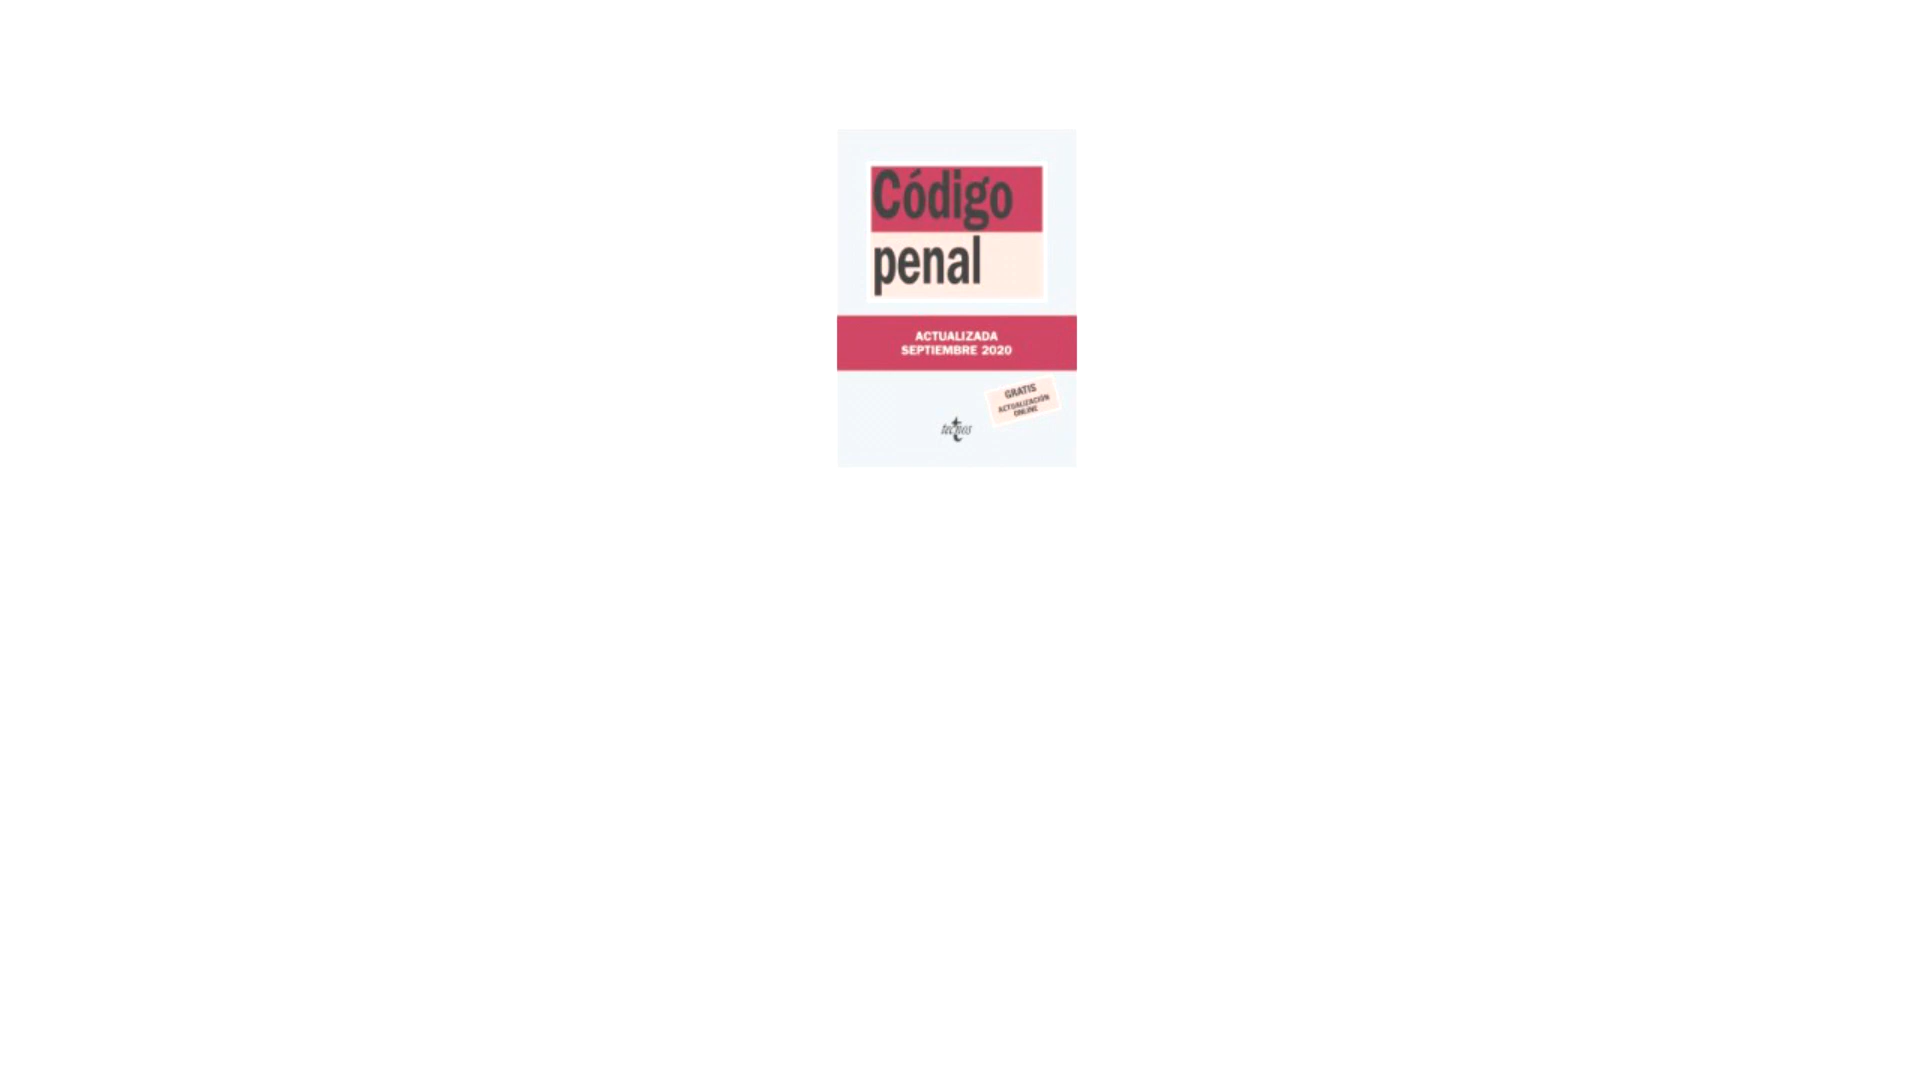 Código
penal
ACTUALIZADA
SEPTIEMBRE 2020
GRATIS
ACTUALIZACIÓN
ONLINE
tecnos